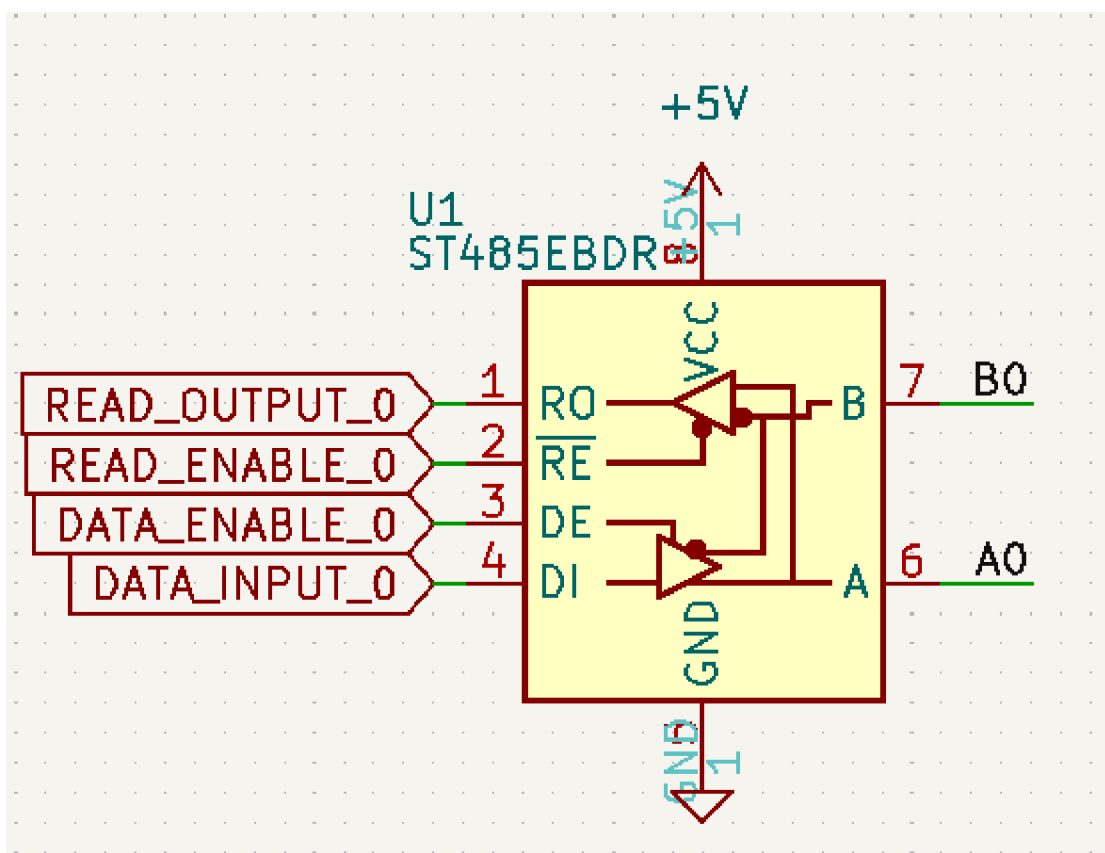 +5V
+5V
1
U1
ST485EBDR
8
VCC
READ_OUTPUT_0
1
RO
B
7
B0
READ_ENABLE_0
2
RE
DATA_ENABLE_0
3
DE
DATA_INPUT_0
4
DI
A
6
A0
GND
GND
1